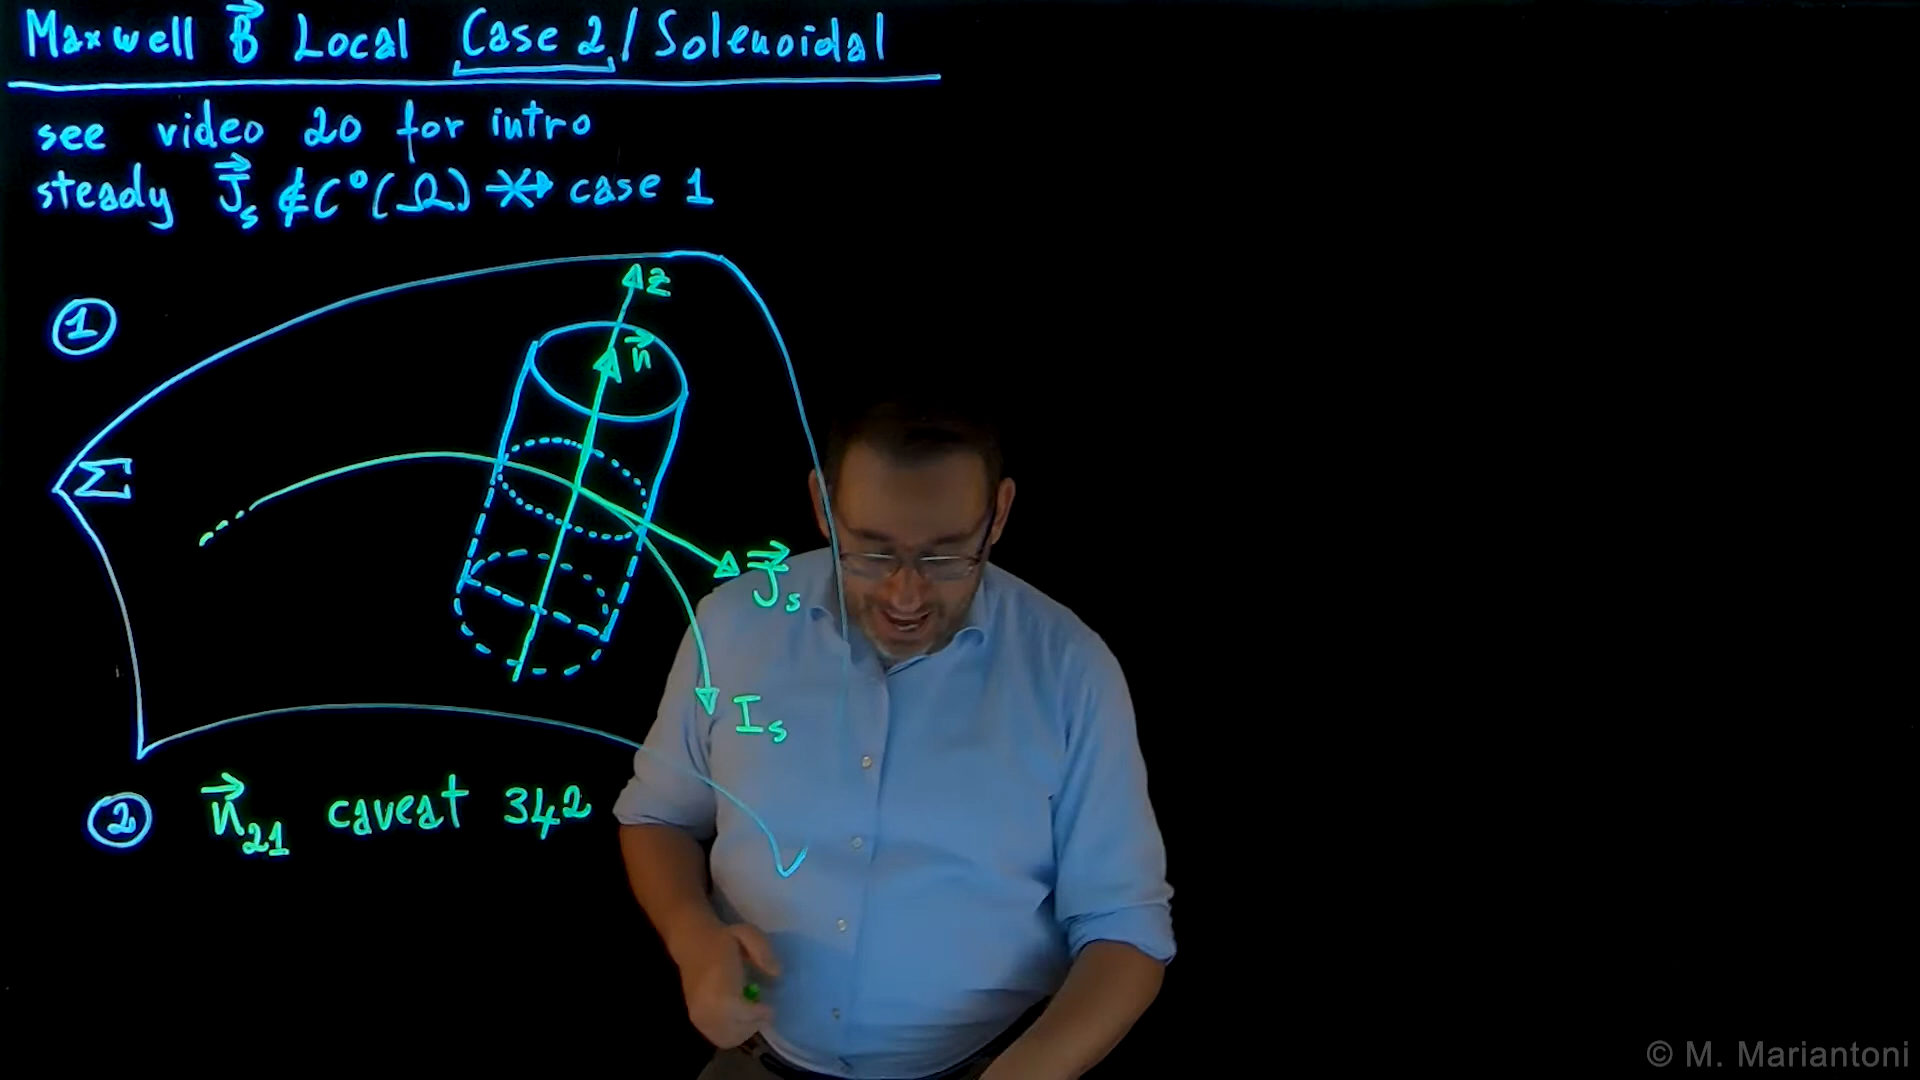 Maxwell B⃗ Local Case 2 / Solenoidal
see video 20 for intro
steady J⃗s ∉ C⁰(Ω) ↮ case 1
①
z
n⃗
Σ
J⃗s
Is
② n⃗21 caveat 342
© M. Mariantoni